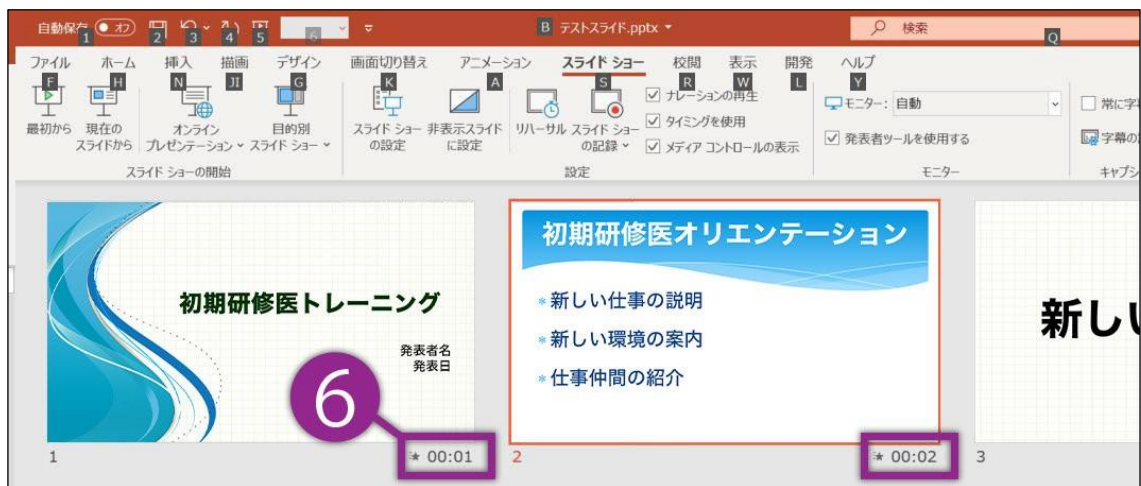 自動保存 オフ 1 2 3 4 5 6 B テストスライド.pptx 検索 Q
ファイル ホーム 挿入 描画 デザイン 画面切り替え アニメーション スライド ショー 校閲 表示 開発 ヘルプ
F H N JI G K A S R W L Y
最初から 現在の
スライドから オンライン
プレゼンテーション 目的別
スライド ショー スライド ショー
の設定 非表示スライド
に設定 リハーサル スライド ショー
の記録
ナレーションの再生
タイミングを使用
メディア コントロールの表示
モニター: 自動
発表者ツールを使用する
常に字
字幕の
スライド ショーの開始 設定 モニター キャプシ
初期研修医トレーニング
発表者名
発表日
初期研修医オリエンテーション
*新しい仕事の説明
*新しい環境の案内
*仕事仲間の紹介
新しい
6
1 00:01 2 00:02 3